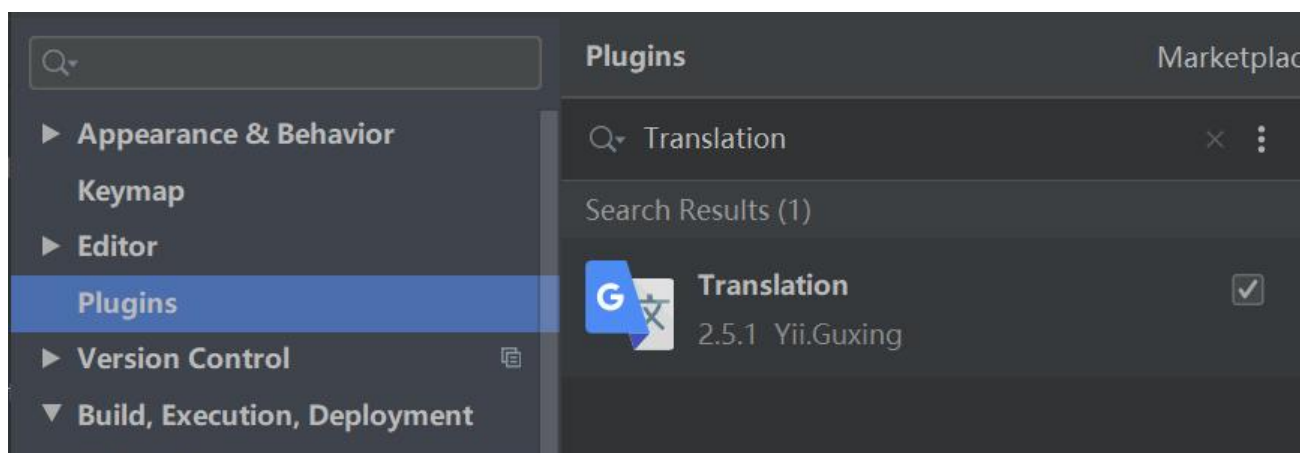 Appearance & Behavior
Keymap
Editor
Plugins
Version Control
Build, Execution, Deployment
Plugins
Marketplac
Translation
Search Results (1)
G 文
Translation
2.5.1 Yii.Guxing